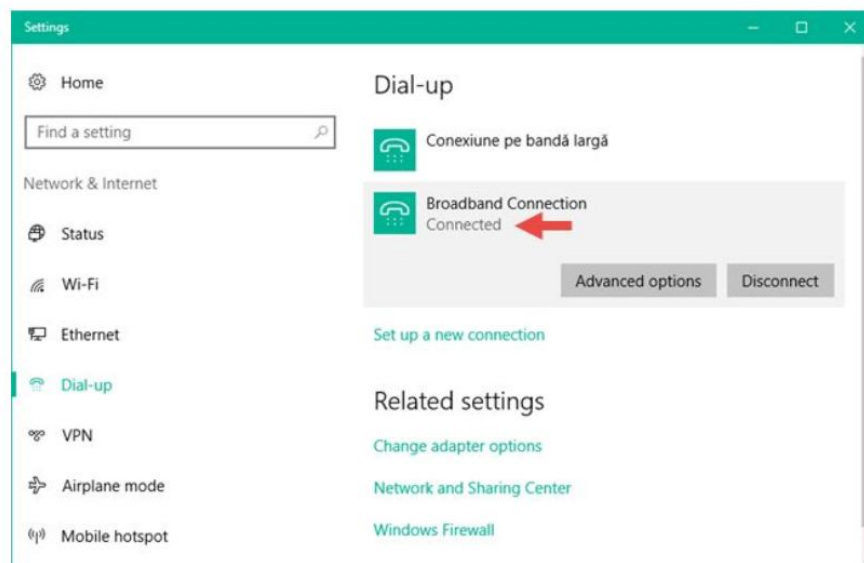 Settings
Home
Find a setting
Network & Internet
Status
Wi-Fi
Ethernet
Dial-up
VPN
Airplane mode
Mobile hotspot
Dial-up
Conexiune pe bandă largă
Broadband Connection
Connected
Advanced options
Disconnect
Set up a new connection
Related settings
Change adapter options
Network and Sharing Center
Windows Firewall